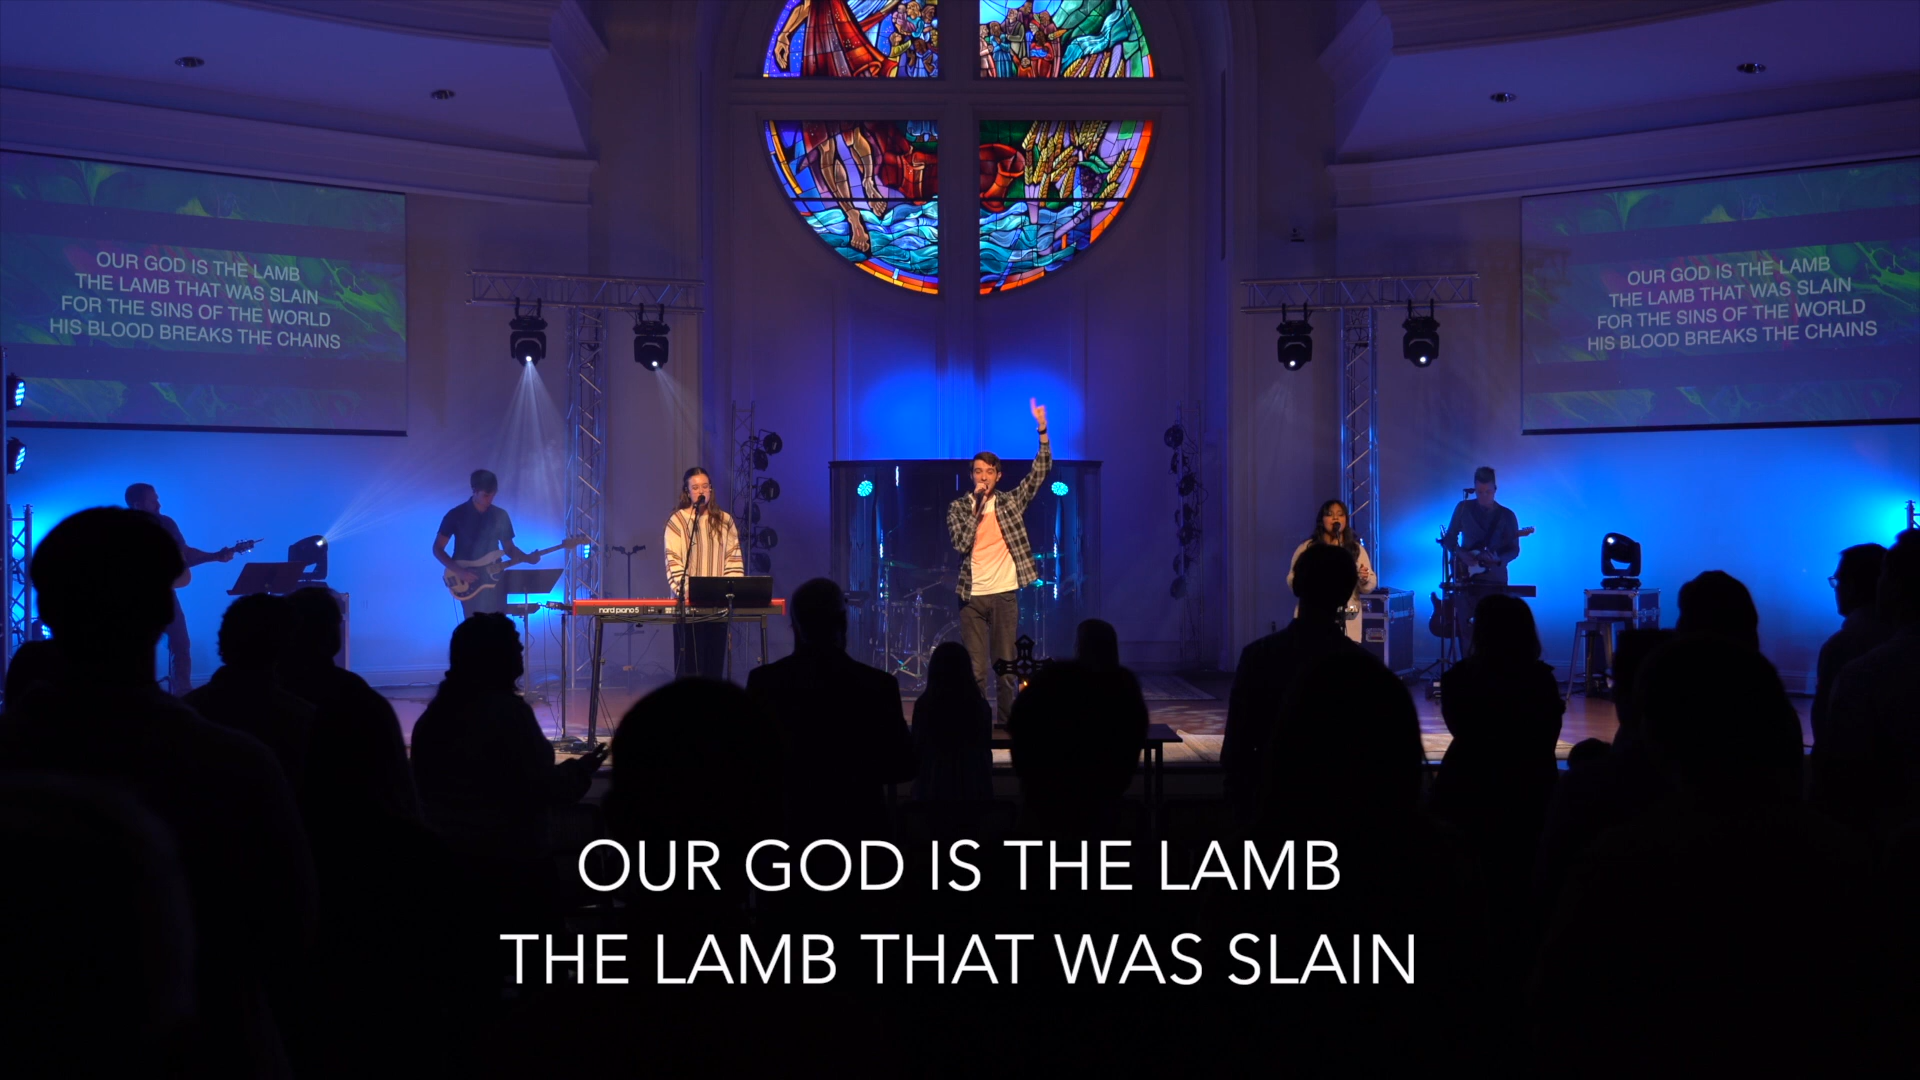 OUR GOD IS THE LAMB
THE LAMB THAT WAS SLAIN
FOR THE SINS OF THE WORLD
HIS BLOOD BREAKS THE CHAINS
OUR GOD IS THE LAMB
THE LAMB THAT WAS SLAIN
FOR THE SINS OF THE WORLD
HIS BLOOD BREAKS THE CHAINS
nord piano 5
OUR GOD IS THE LAMB
THE LAMB THAT WAS SLAIN